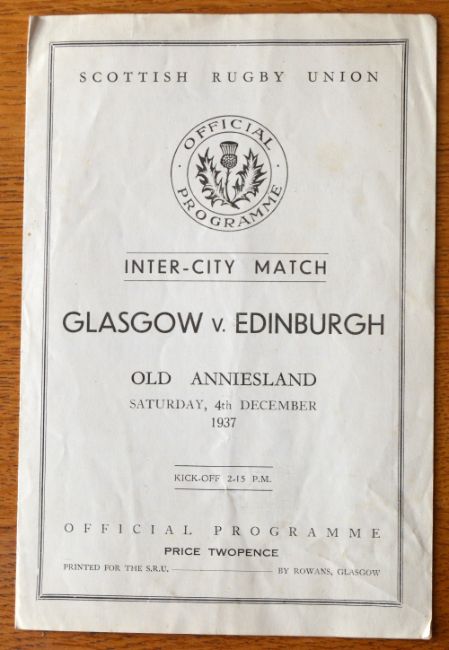 SCOTTISH RUGBY UNION
OFFICIAL
PROGRAMME
INTER-CITY MATCH
GLASGOW v. EDINBURGH
OLD ANNIESLAND
SATURDAY, 4th DECEMBER
1937
KICK-OFF 2-15 P.M.
OFFICIAL PROGRAMME
PRICE TWOPENCE
PRINTED FOR THE S.R.U. BY ROWANS, GLASGOW